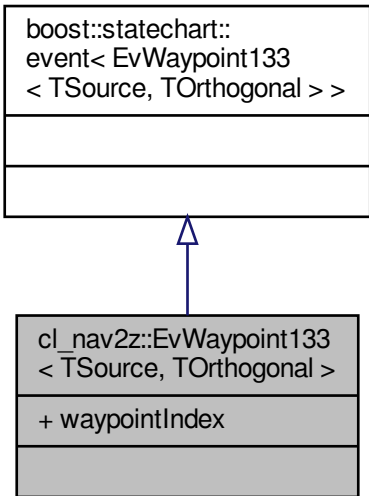 boost::statechart::
event< EvWaypoint133
< TSource, TOrthogonal > >
cl_nav2z::EvWaypoint133
< TSource, TOrthogonal >
+ waypointIndex